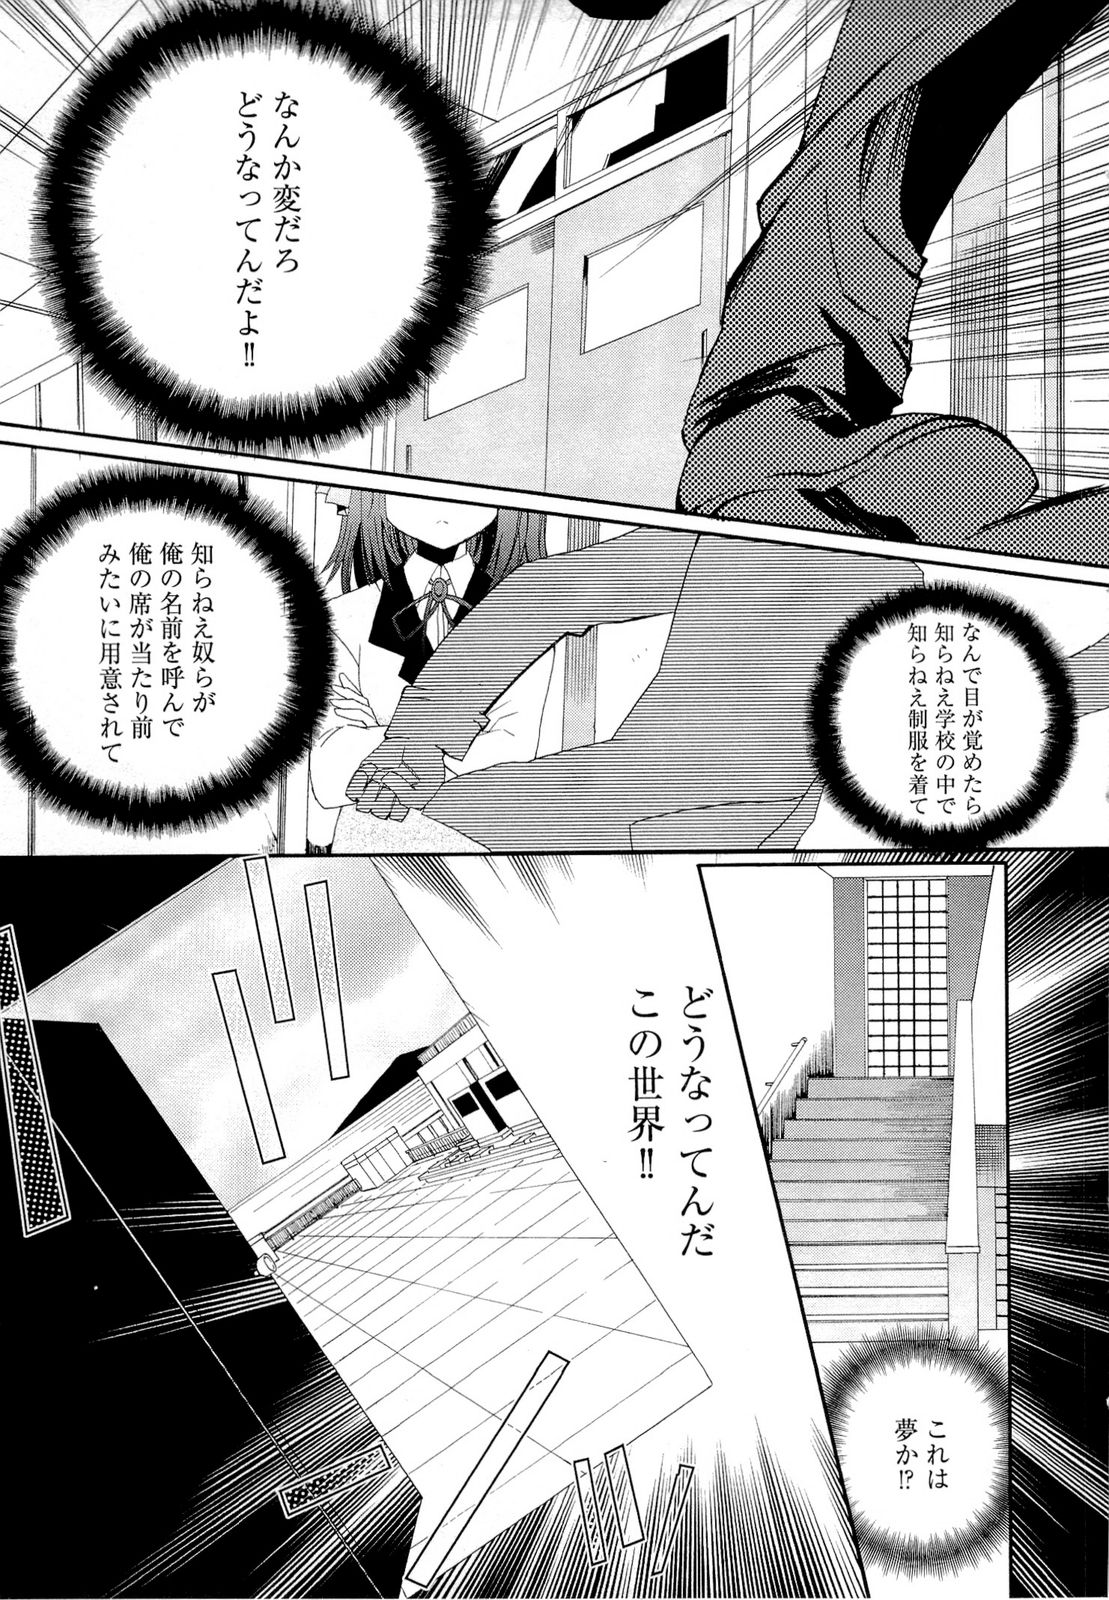 なんか変だろ
どうなってんだよ!!
なんで目が覚めたら
知らねえ学校の中で
知らねえ制服を着て
知らねえ奴らが
俺の名前を呼んで
俺の席が当たり前
みたいに用意されて
これは
夢か!?
どうなってんだ
この世界!!